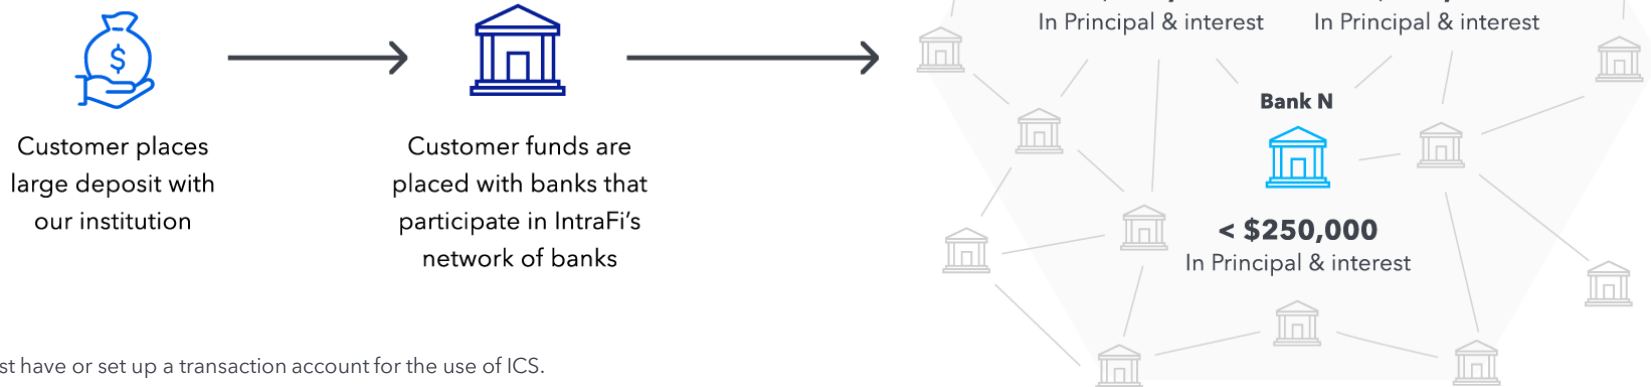 In Principal & interest
In Principal & interest
$
Customer places
large deposit with
our institution
Customer funds are
placed with banks that
participate in IntraFi’s
network of banks
Bank N
< $250,000
In Principal & interest
have or set up a transaction account for the use of ICS.